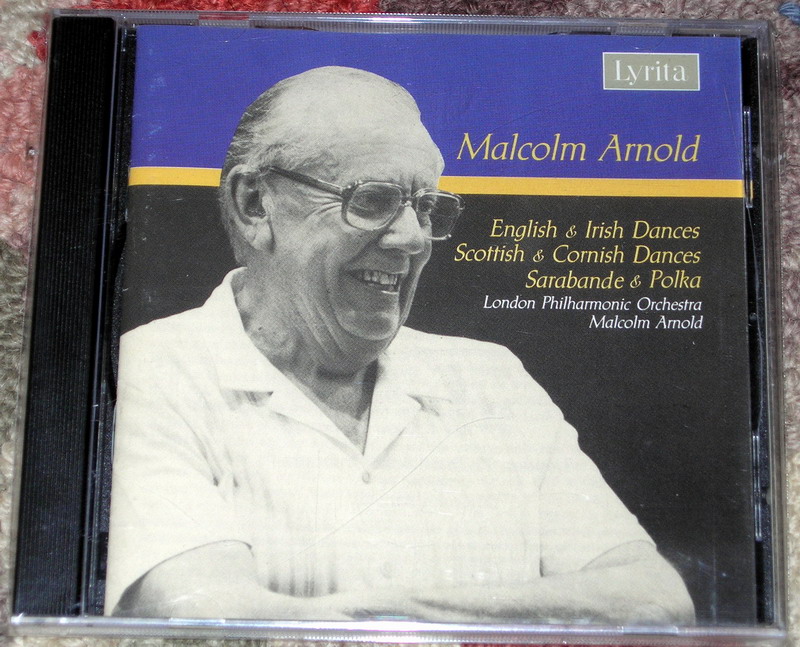 Lyrita
Malcolm Arnold
English & Irish Dances
Scottish & Cornish Dances
Sarabande & Polka
London Philharmonic Orchestra
Malcolm Arnold